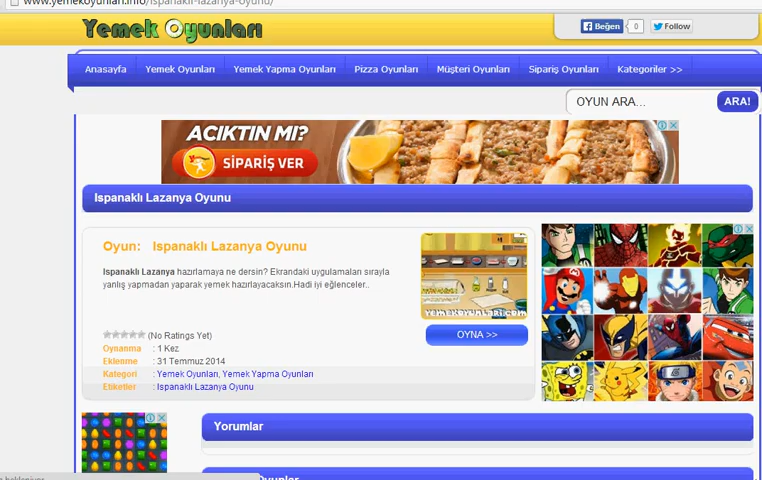 www.yemekoyunlari.info/ispanakli-lazanya-oyunu/
Yemek Oyunları
Beğen 0
Follow
Anasayfa Yemek Oyunları Yemek Yapma Oyunları Pizza Oyunları Müşteri Oyunları Sipariş Oyunları Kategoriler >>
OYUN ARA... ARA!
ACIKTIN MI?
SİPARİŞ VER
Ispanaklı Lazanya Oyunu
Oyun: Ispanaklı Lazanya Oyunu
Ispanaklı Lazanya hazırlamaya ne dersin? Ekrandaki uygulamaları sırayla
yanlış yapmadan yaparak yemek hazırlayacaksın.Hadi iyi eğlenceler..
yemekoyunlari.com
OYNA >>
(No Ratings Yet)
Oynanma : 1 Kez
Eklenme : 31 Temmuz 2014
Kategori : Yemek Oyunları, Yemek Yapma Oyunları
Etiketler : Ispanaklı Lazanya Oyunu
Yorumlar